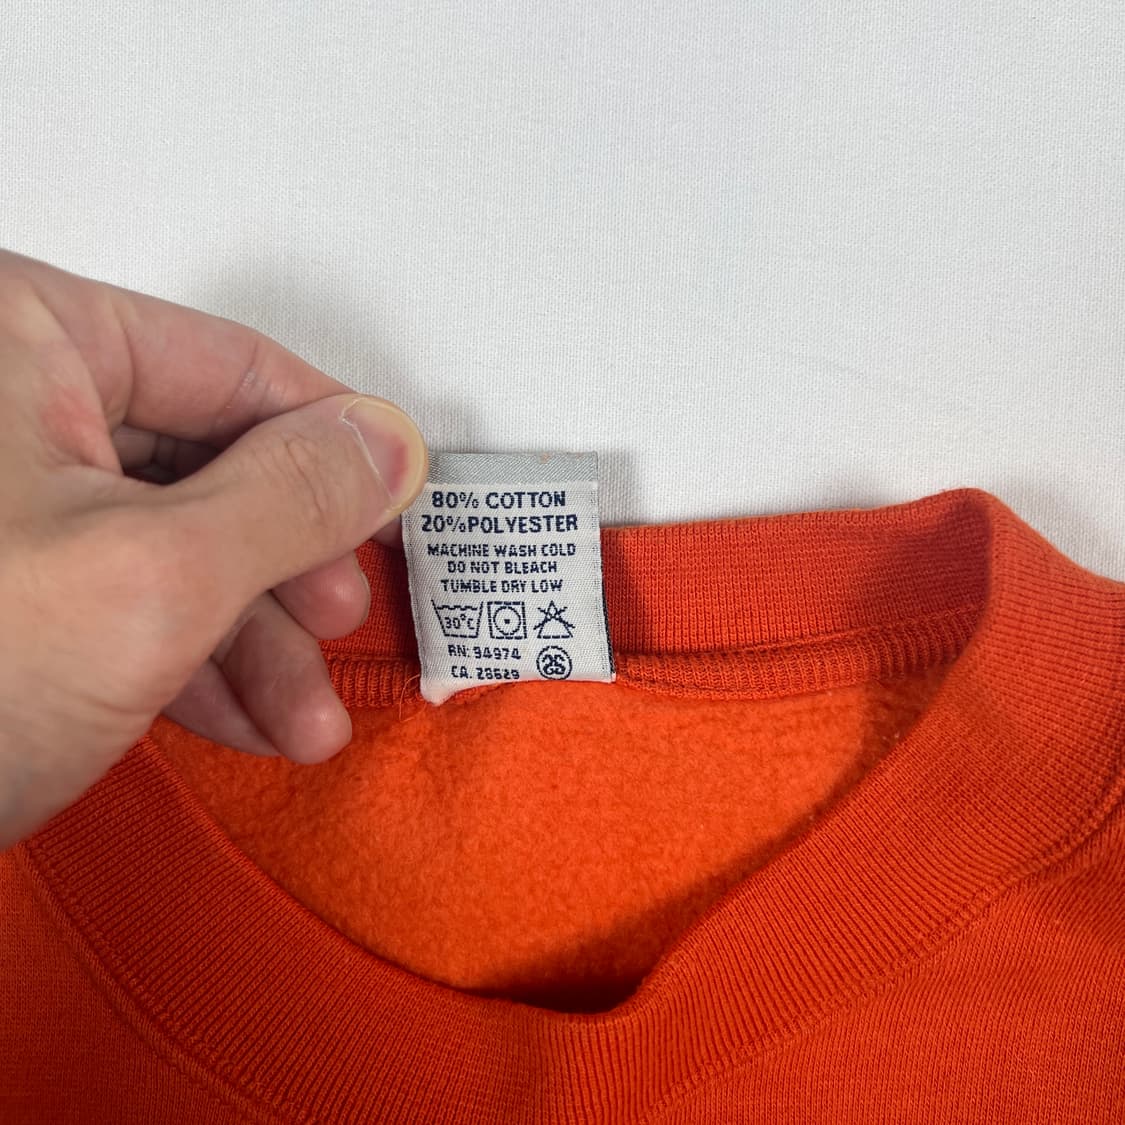 80% COTTON
20% POLYESTER
MACHINE WASH COLD
DO NOT BLEACH
TUMBLE DRY LOW
30°C
RN: 94974
CA. 28629